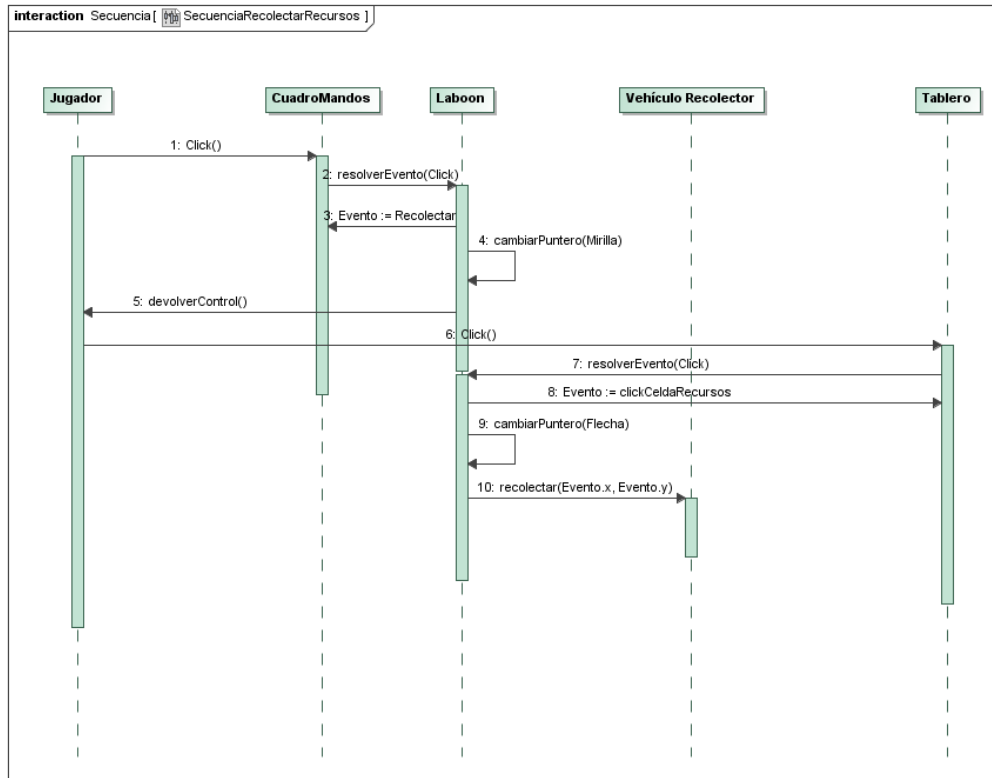 interaction Secuencia[ SecuenciaRecolectarRecursos ]
Jugador
CuadroMandos
Laboon
Vehículo Recolector
Tablero
1: Click()
2: resolverEvento(Click)
3: Evento := Recolectar
4: cambiarPuntero(Mirilla)
5: devolverControl()
6: Click()
7: resolverEvento(Click)
8: Evento := clickCeldaRecursos
9: cambiarPuntero(Flecha)
10: recolectar(Evento.x, Evento.y)